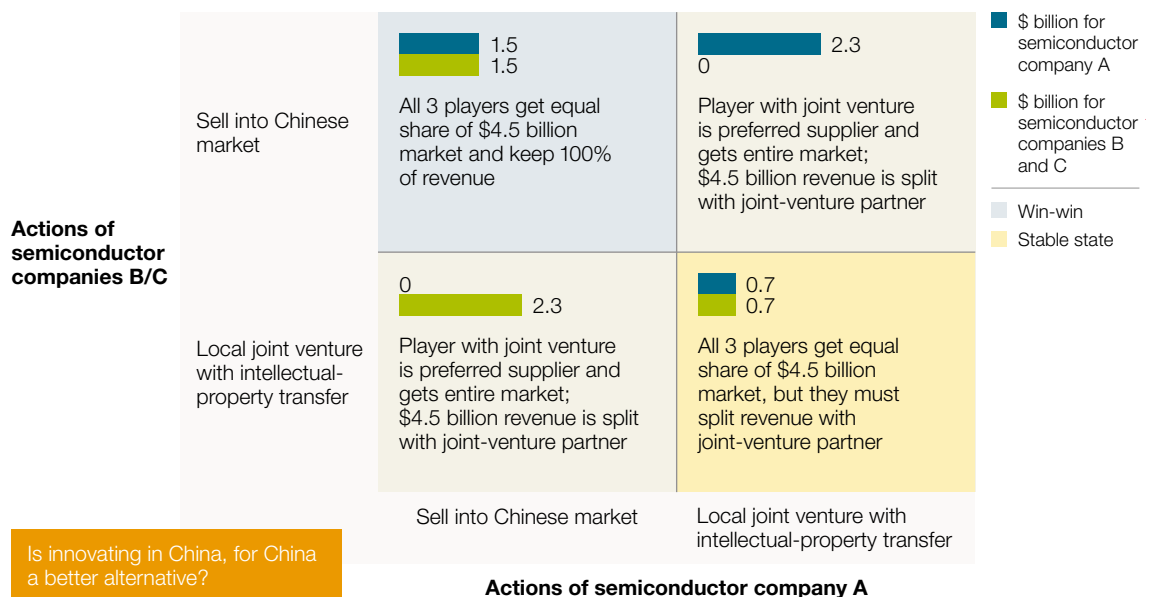 1.5
1.5
All 3 players get equal
share of $4.5 billion
market and keep 100%
of revenue
2.3
0
Player with joint venture
is preferred supplier and
gets entire market;
$4.5 billion revenue is split
with joint-venture partner
$ billion for
semiconductor
company A
$ billion for
semiconductor
companies B
and C
Win-win
Stable state
Sell into Chinese
market
Actions of
semiconductor
companies B/C
Local joint venture
with intellectual-
property transfer
0
2.3
Player with joint venture
is preferred supplier and
gets entire market;
$4.5 billion revenue is split
with joint-venture partner
0.7
0.7
All 3 players get equal
share of $4.5 billion
market, but they must
split revenue with
joint-venture partner
Sell into Chinese market
Local joint venture with
intellectual-property transfer
Is innovating in China, for China
a better alternative?
Actions of semiconductor company A